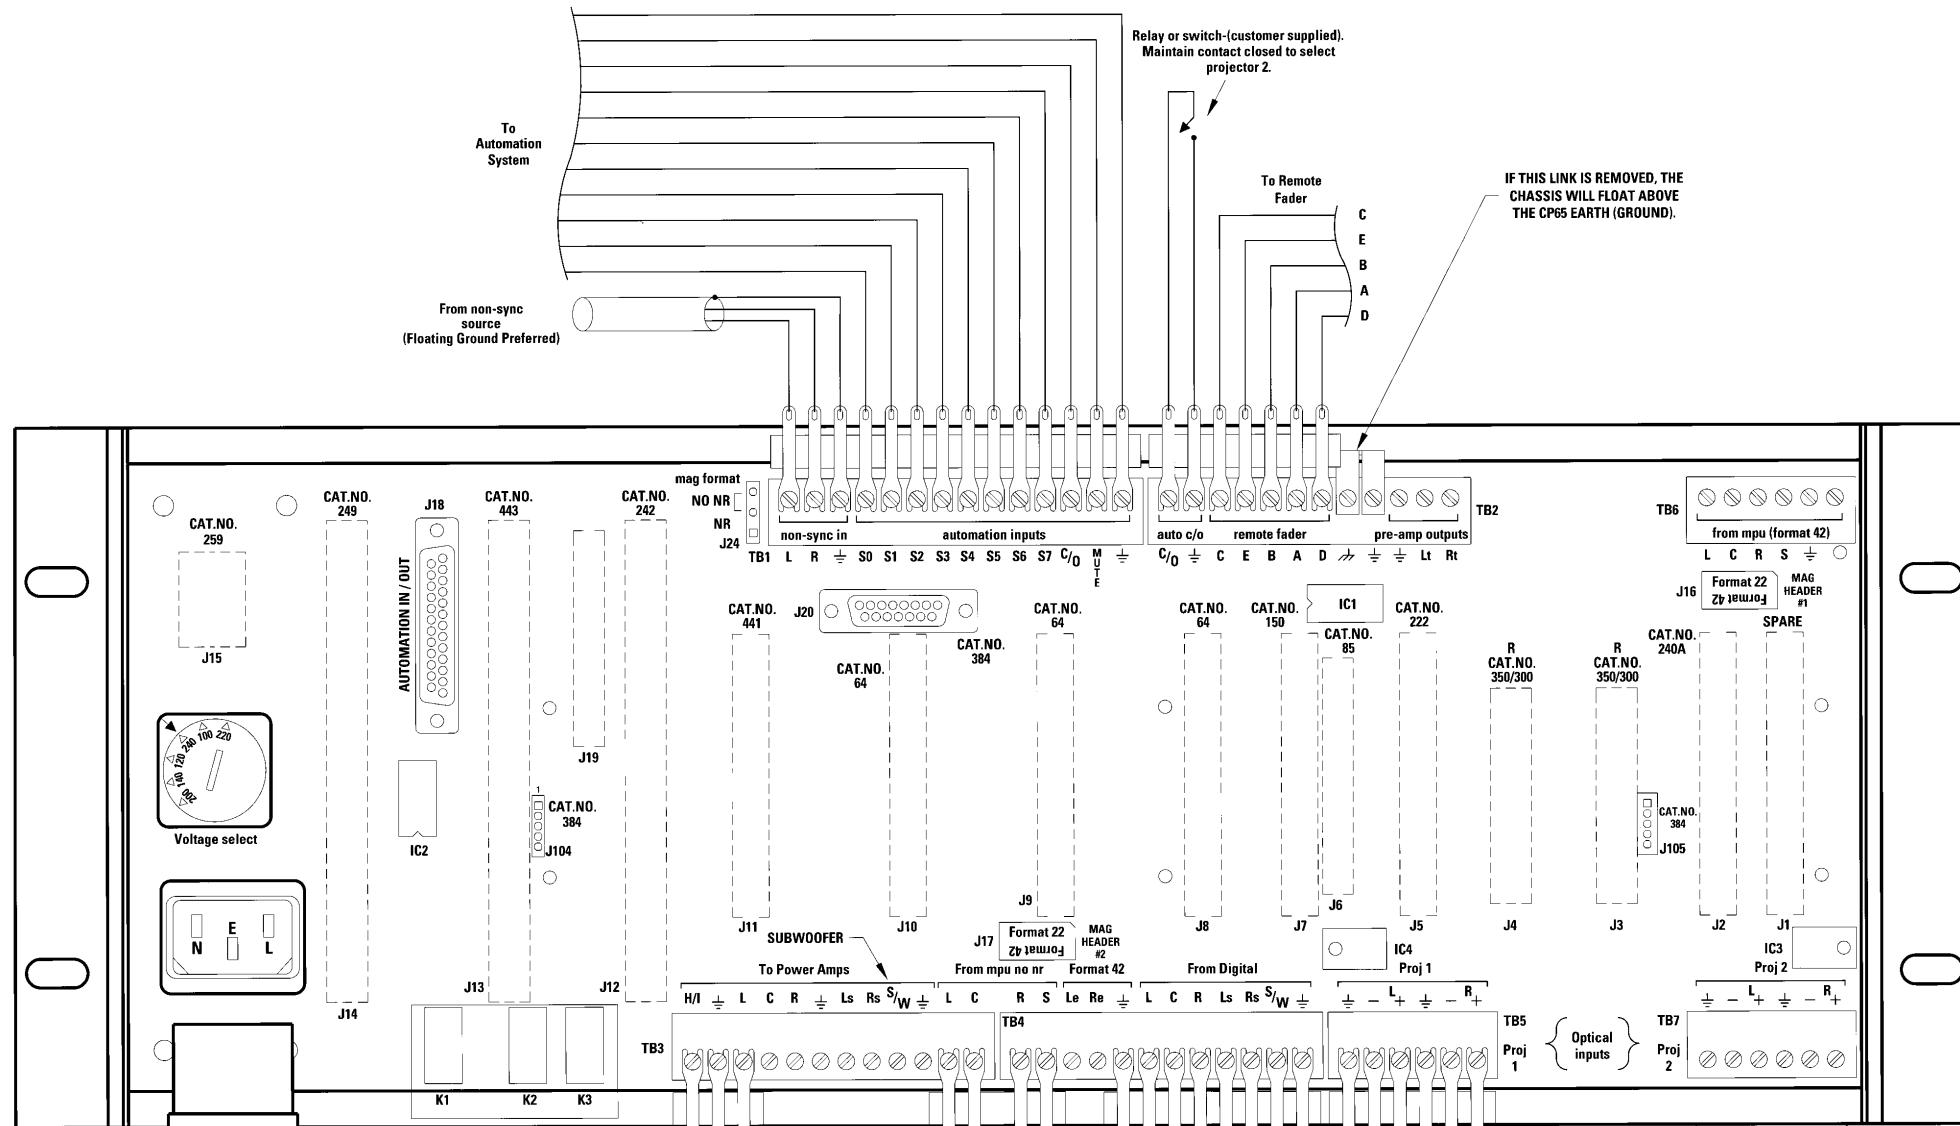 Relay or switch-(customer supplied).
Maintain contact closed to select
projector 2.
To
Automation
System
To Remote
Fader
C
E
B
A
D
IF THIS LINK IS REMOVED, THE
CHASSIS WILL FLOAT ABOVE
THE CP65 EARTH (GROUND).
From non-sync
source
(Floating Ground Preferred)
mag format
NO NR
NR
J24
TB1
non-sync in
automation inputs
L R S0 S1 S2 S3 S4 S5 S6 S7 C/O MUTE
auto c/o
remote fader
pre-amp outputs
TB2
C/O C E B A D Lt Rt
TB6
from mpu (format 42)
L C R S
J16
Format 22
Format 42
MAG
HEADER
#1
SPARE
CAT.NO.
259
J15
CAT.NO.
249
J18
AUTOMATION IN / OUT
CAT.NO.
443
CAT.NO.
242
J19
CAT.NO.
441
J20
CAT.NO.
384
CAT.NO.
64
CAT.NO.
64
CAT.NO.
64
CAT.NO.
150
IC1
CAT.NO.
85
CAT.NO.
222
R
CAT.NO.
350/300
R
CAT.NO.
350/300
CAT.NO.
240A
220
100
240
120
140
200
Voltage select
IC2
1
CAT.NO.
384
J104
CAT.NO.
384
J105
N
E
L
J14
J13
J12
J11
J10
J9
J8
J7
J6
J5
J4
J3
J2
J1
SUBWOOFER
J17
Format 22
Format 42
MAG
HEADER
#2
IC4
IC3
To Power Amps
From mpu no nr
Format 42
From Digital
Proj 1
Proj 2
H/I L C R Ls Rs S/W
L C R S
Le Re
L C R Ls Rs S/W
L R
– + – +
L R
– + – +
TB3
TB4
TB5
Proj
1
Optical
inputs
TB7
Proj
2
K1
K2
K3